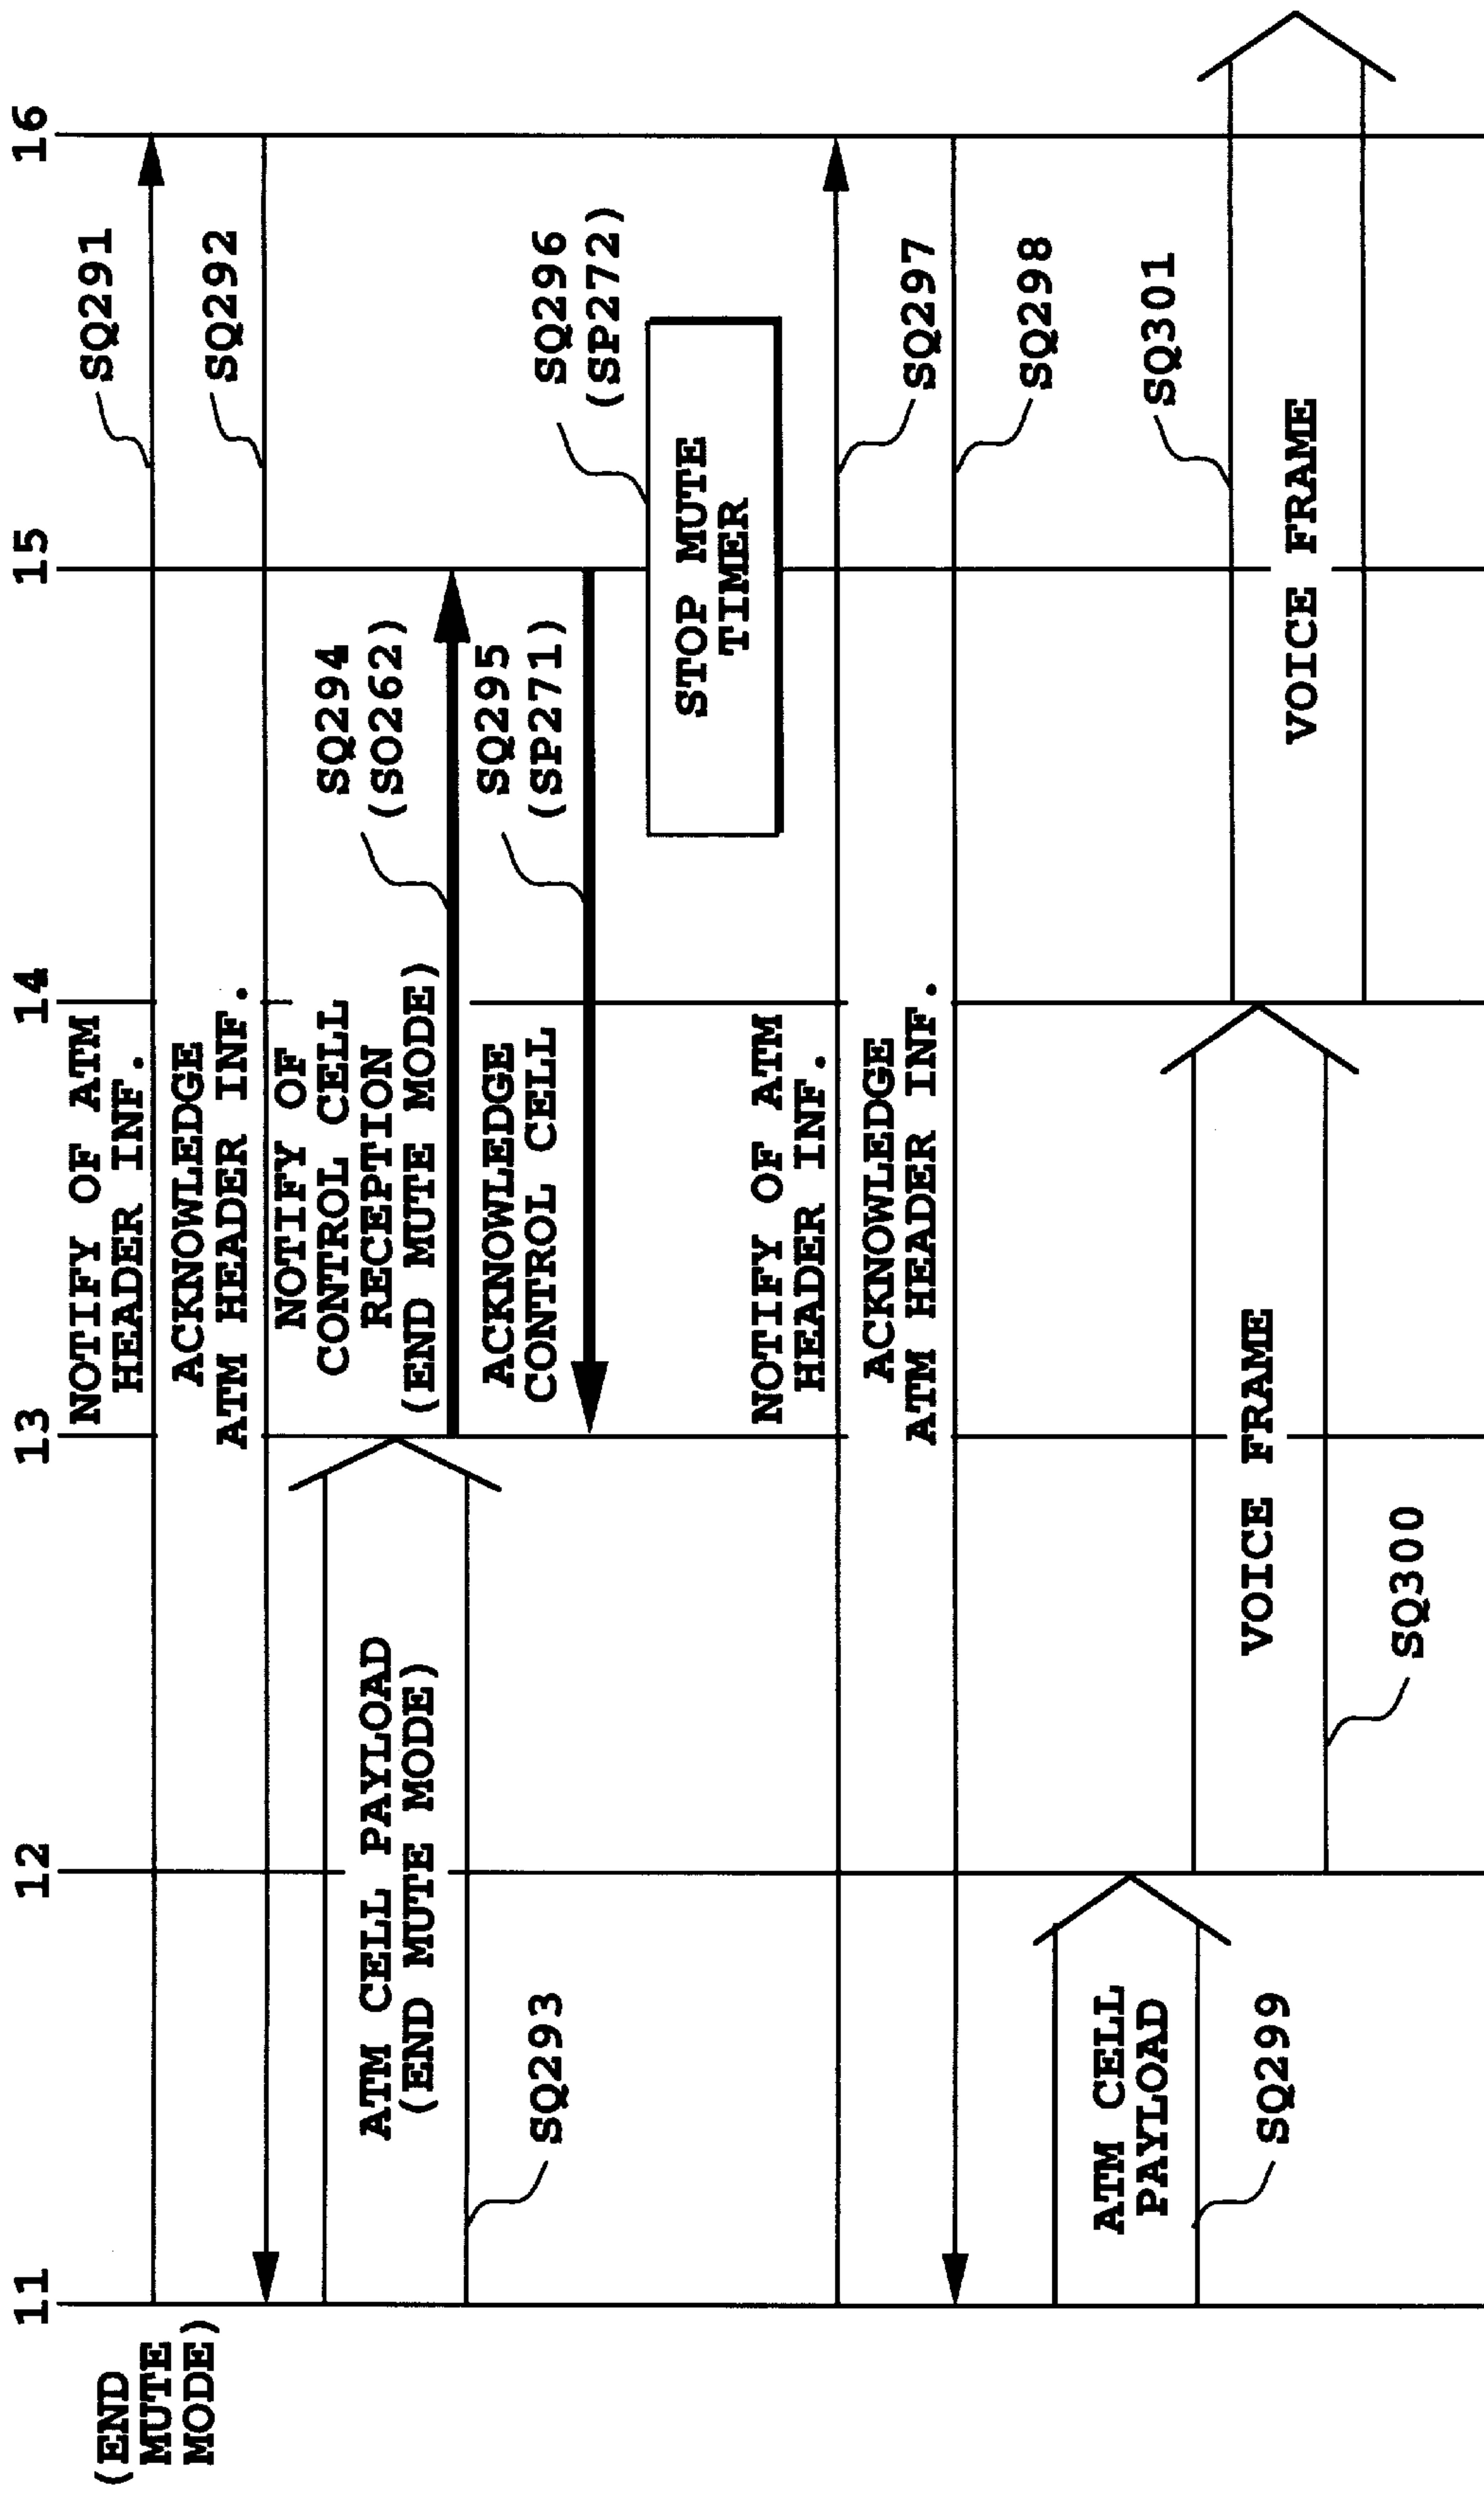 11
12
13
14
15
16
(END
MUTE
MODE)
NOTIFY OF ATM
HEADER INF.
SQ291
ACKNOWLEDGE
ATM HEADER INF.
SQ292
ATM CELL PAYLOAD
(END MUTE MODE)
SQ293
NOTIFY OF
CONTROL CELL
RECEPTION
(END MUTE MODE)
SQ294
(SO262)
ACKNOWLEDGE
CONTROL CELL
SQ295
(SP271)
SQ296
(SP272)
STOP MUTE
TIMER
NOTIFY OF ATM
HEADER INF.
SQ297
ACKNOWLEDGE
ATM HEADER INF.
SQ298
ATM CELL
PAYLOAD
SQ299
VOICE FRAME
SQ300
VOICE FRAME
SQ301